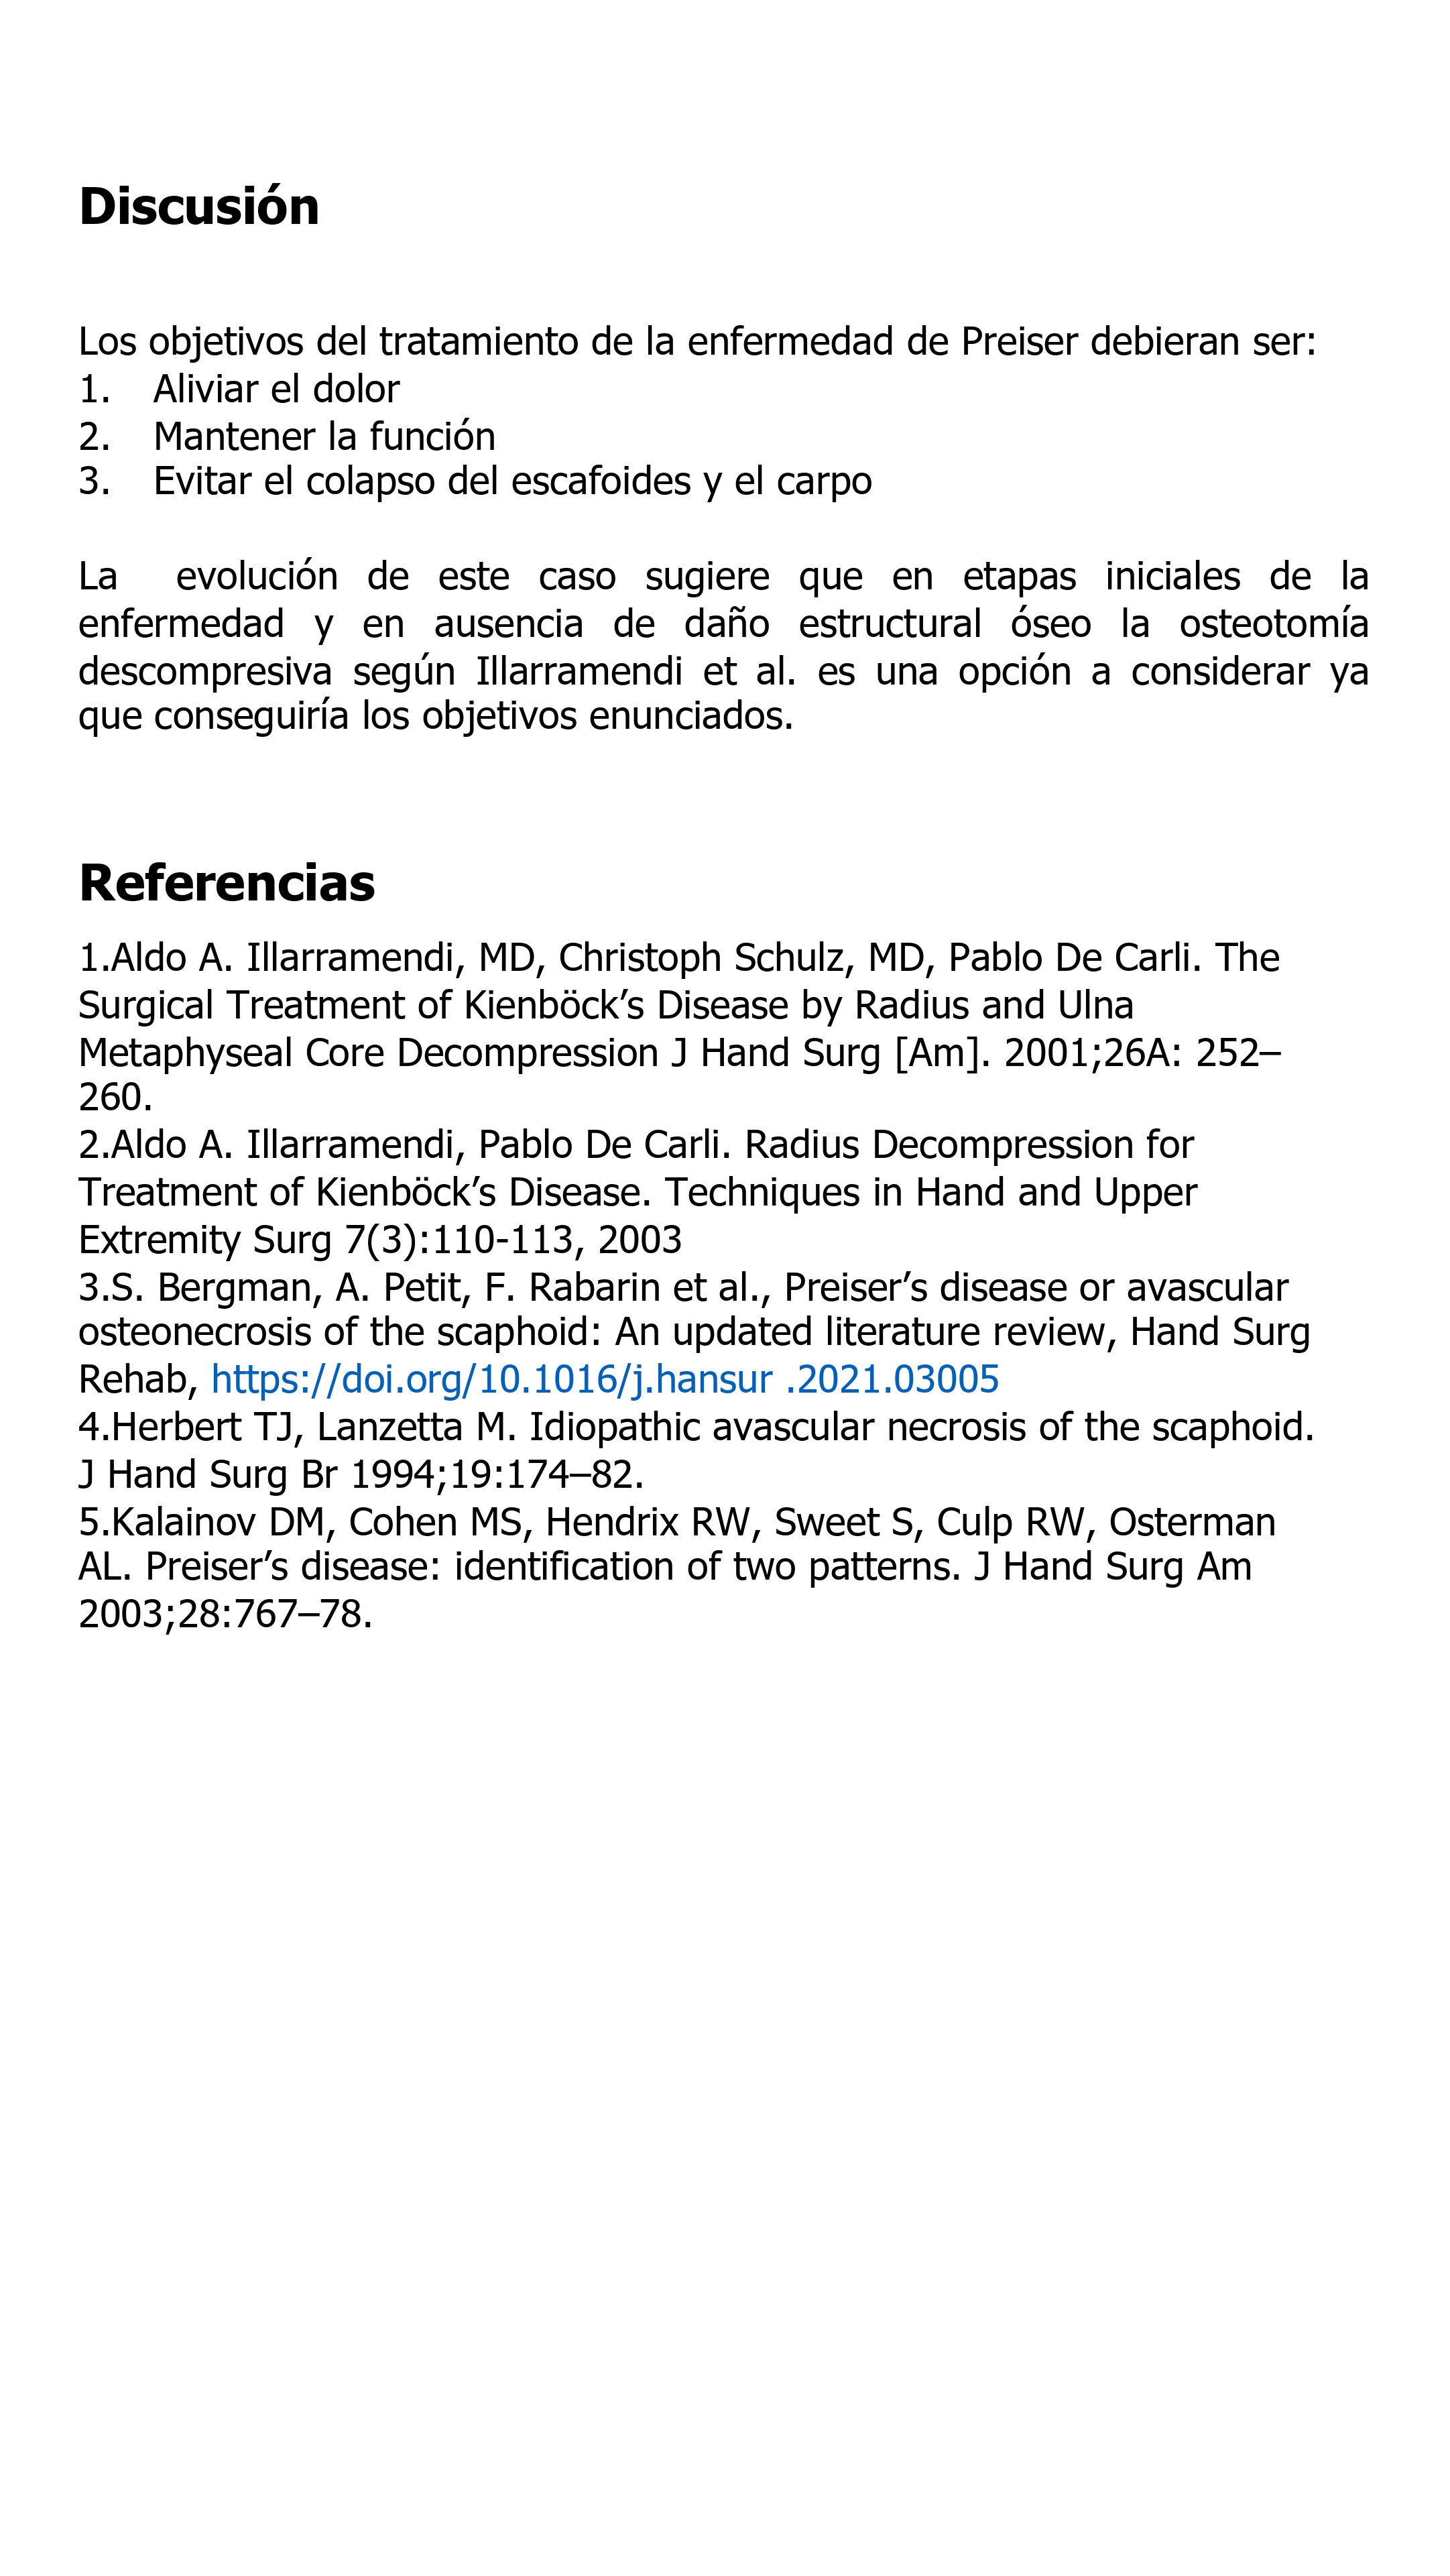 Discusión
Los objetivos del tratamiento de la enfermedad de Preiser debieran ser:
1. Aliviar el dolor
2. Mantener la función
3. Evitar el colapso del escafoides y el carpo
La evolución de este caso sugiere que en etapas iniciales de la
enfermedad y en ausencia de daño estructural óseo la osteotomía
descompresiva según Illarramendi et al. es una opción a considerar ya
que conseguiría los objetivos enunciados.
Referencias
1.Aldo A. Illarramendi, MD, Christoph Schulz, MD, Pablo De Carli. The
Surgical Treatment of Kienböck’s Disease by Radius and Ulna
Metaphyseal Core Decompression J Hand Surg [Am]. 2001;26A: 252–
260.
2.Aldo A. Illarramendi, Pablo De Carli. Radius Decompression for
Treatment of Kienböck’s Disease. Techniques in Hand and Upper
Extremity Surg 7(3):110-113, 2003
3.S. Bergman, A. Petit, F. Rabarin et al., Preiser’s disease or avascular
osteonecrosis of the scaphoid: An updated literature review, Hand Surg
Rehab, https://doi.org/10.1016/j.hansur .2021.03005
4.Herbert TJ, Lanzetta M. Idiopathic avascular necrosis of the scaphoid.
J Hand Surg Br 1994;19:174–82.
5.Kalainov DM, Cohen MS, Hendrix RW, Sweet S, Culp RW, Osterman
AL. Preiser’s disease: identification of two patterns. J Hand Surg Am
2003;28:767–78.